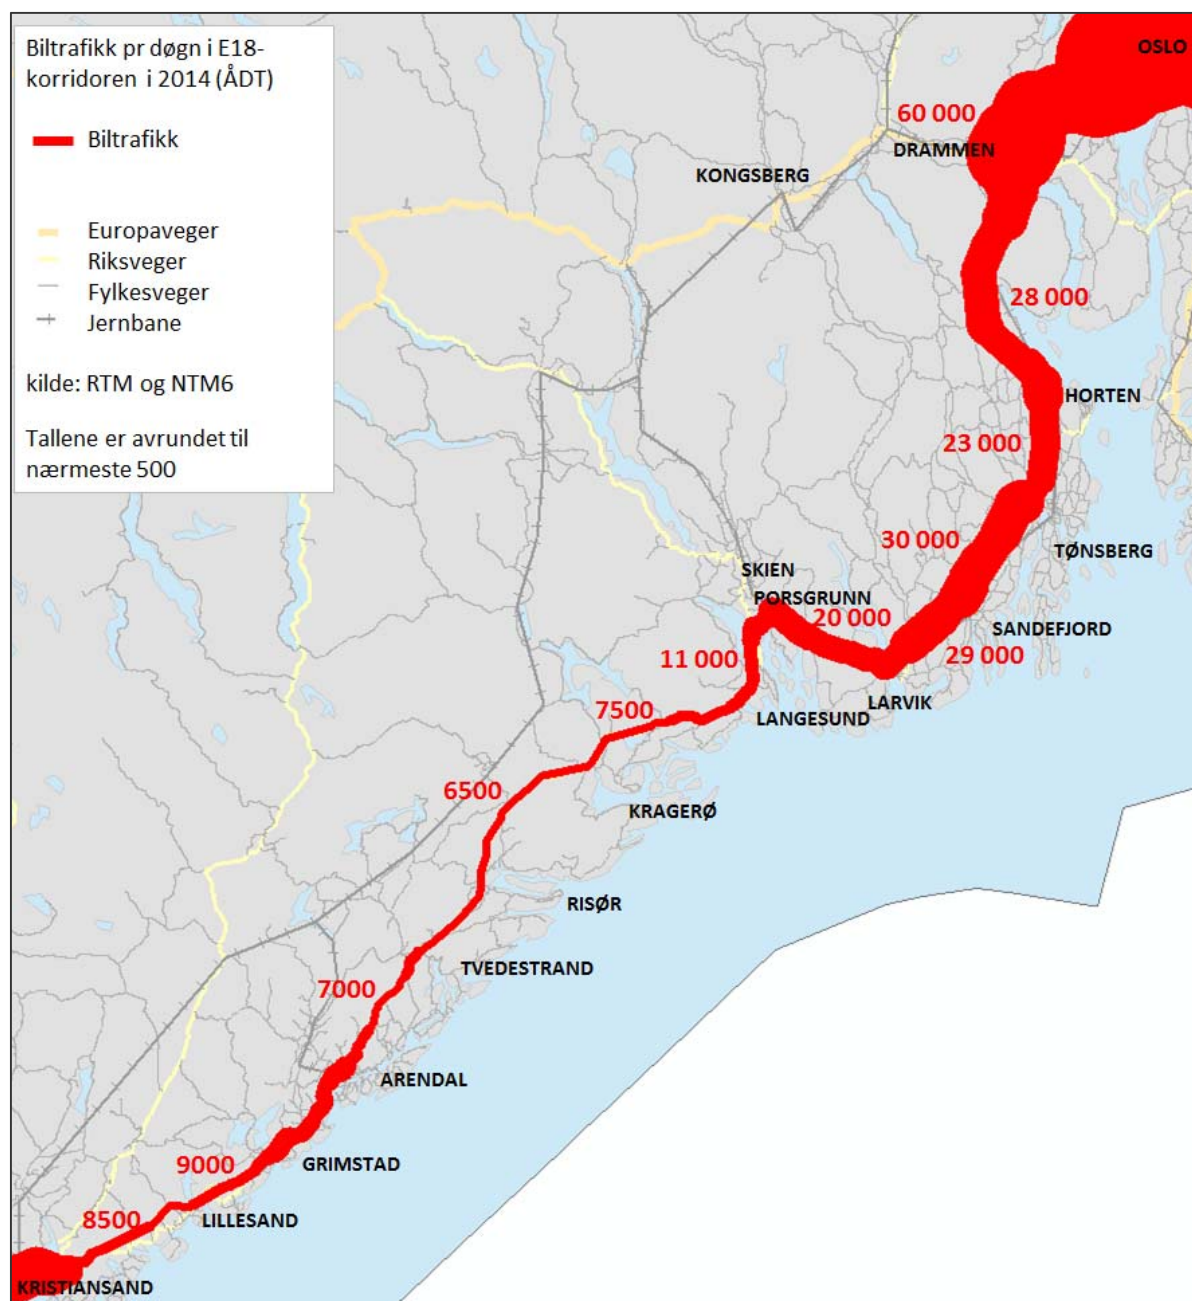 Biltrafikk pr døgn i E18-
korridoren i 2014 (ÅDT)
Biltrafikk
Europaveger
Riksveger
Fylkesveger
Jernbane
kilde: RTM og NTM6
Tallene er avrundet til
nærmeste 500
OSLO
60 000
DRAMMEN
KONGSBERG
28 000
HORTEN
23 000
30 000
TØNSBERG
SKIEN
PORSGRUNN
20 000
SANDEFJORD
29 000
11 000
LARVIK
LANGESUND
7500
6500
KRAGERØ
RISØR
TVEDESTRAND
7000
ARENDAL
9000
GRIMSTAD
8500
LILLESAND
KRISTIANSAND